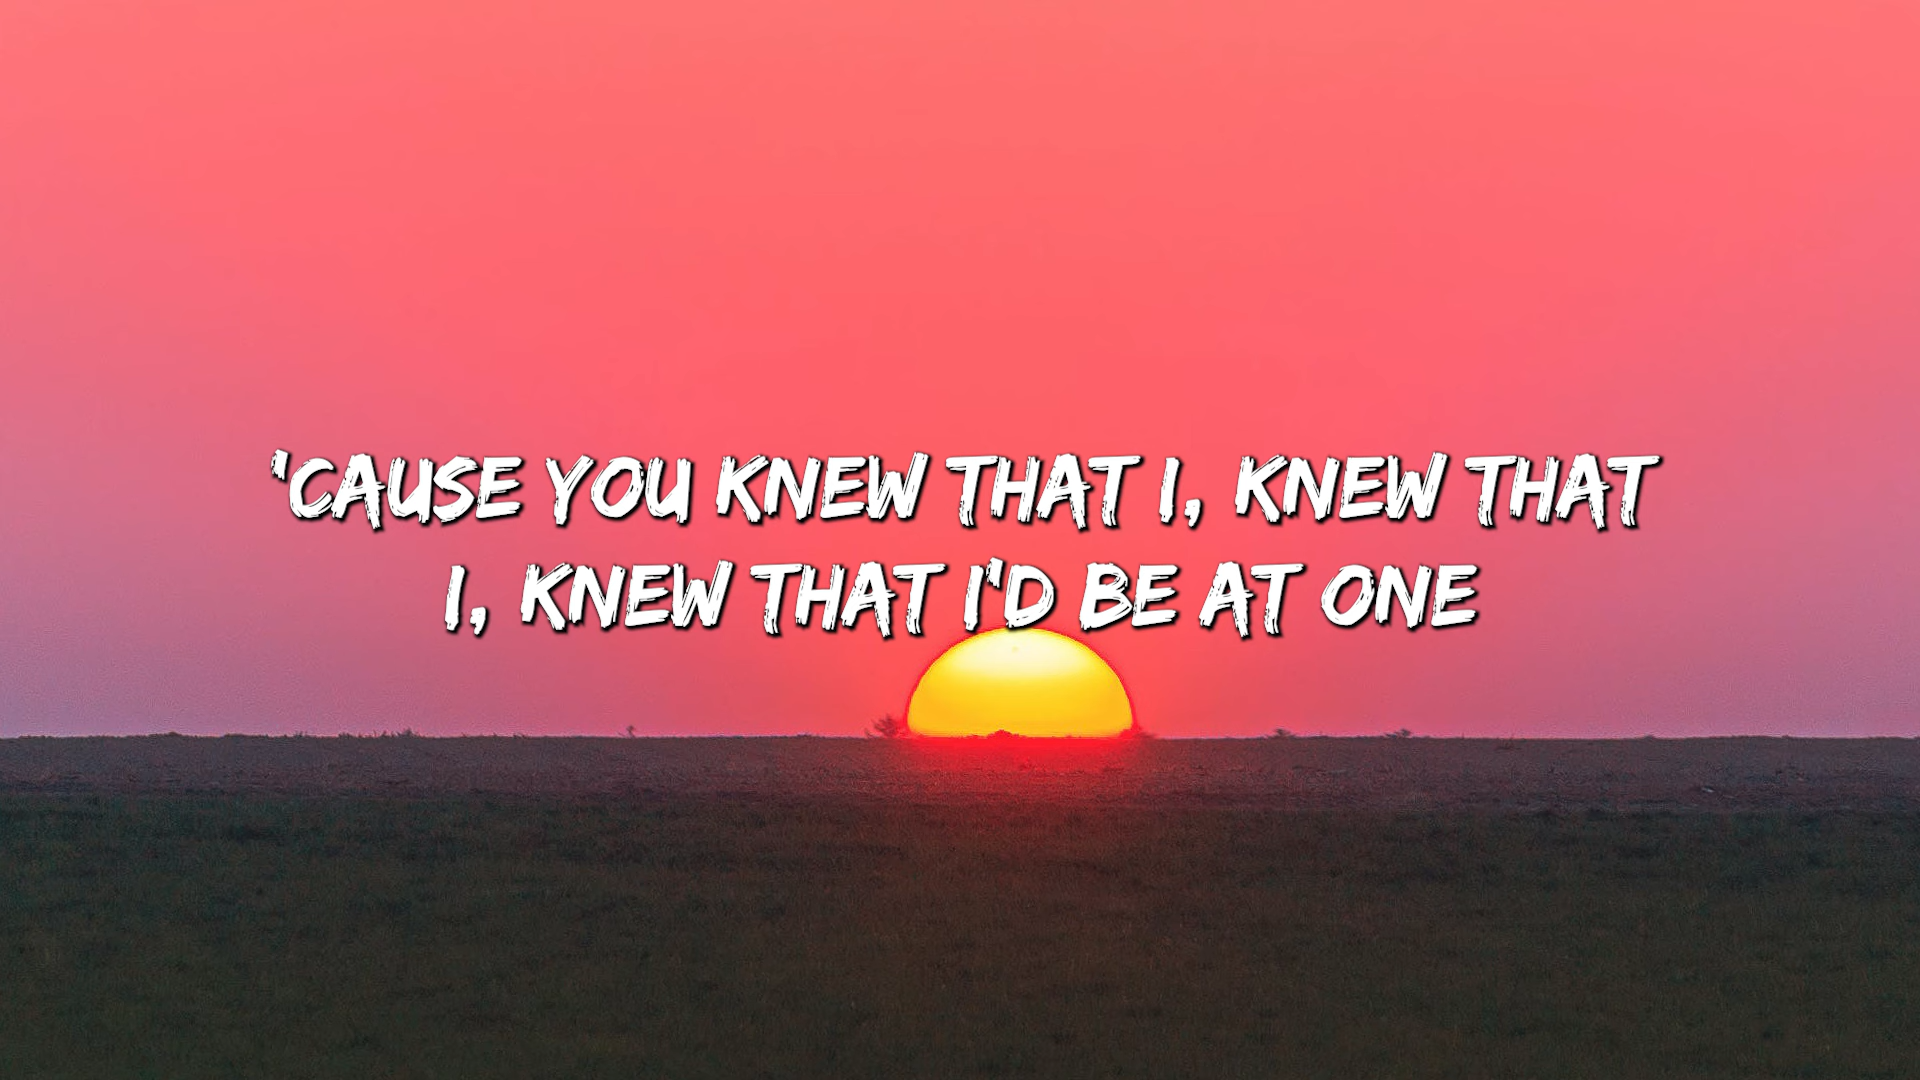 'CAUSE YOU KNEW THAT I, KNEW THAT
I, KNEW THAT I'D BE AT ONE